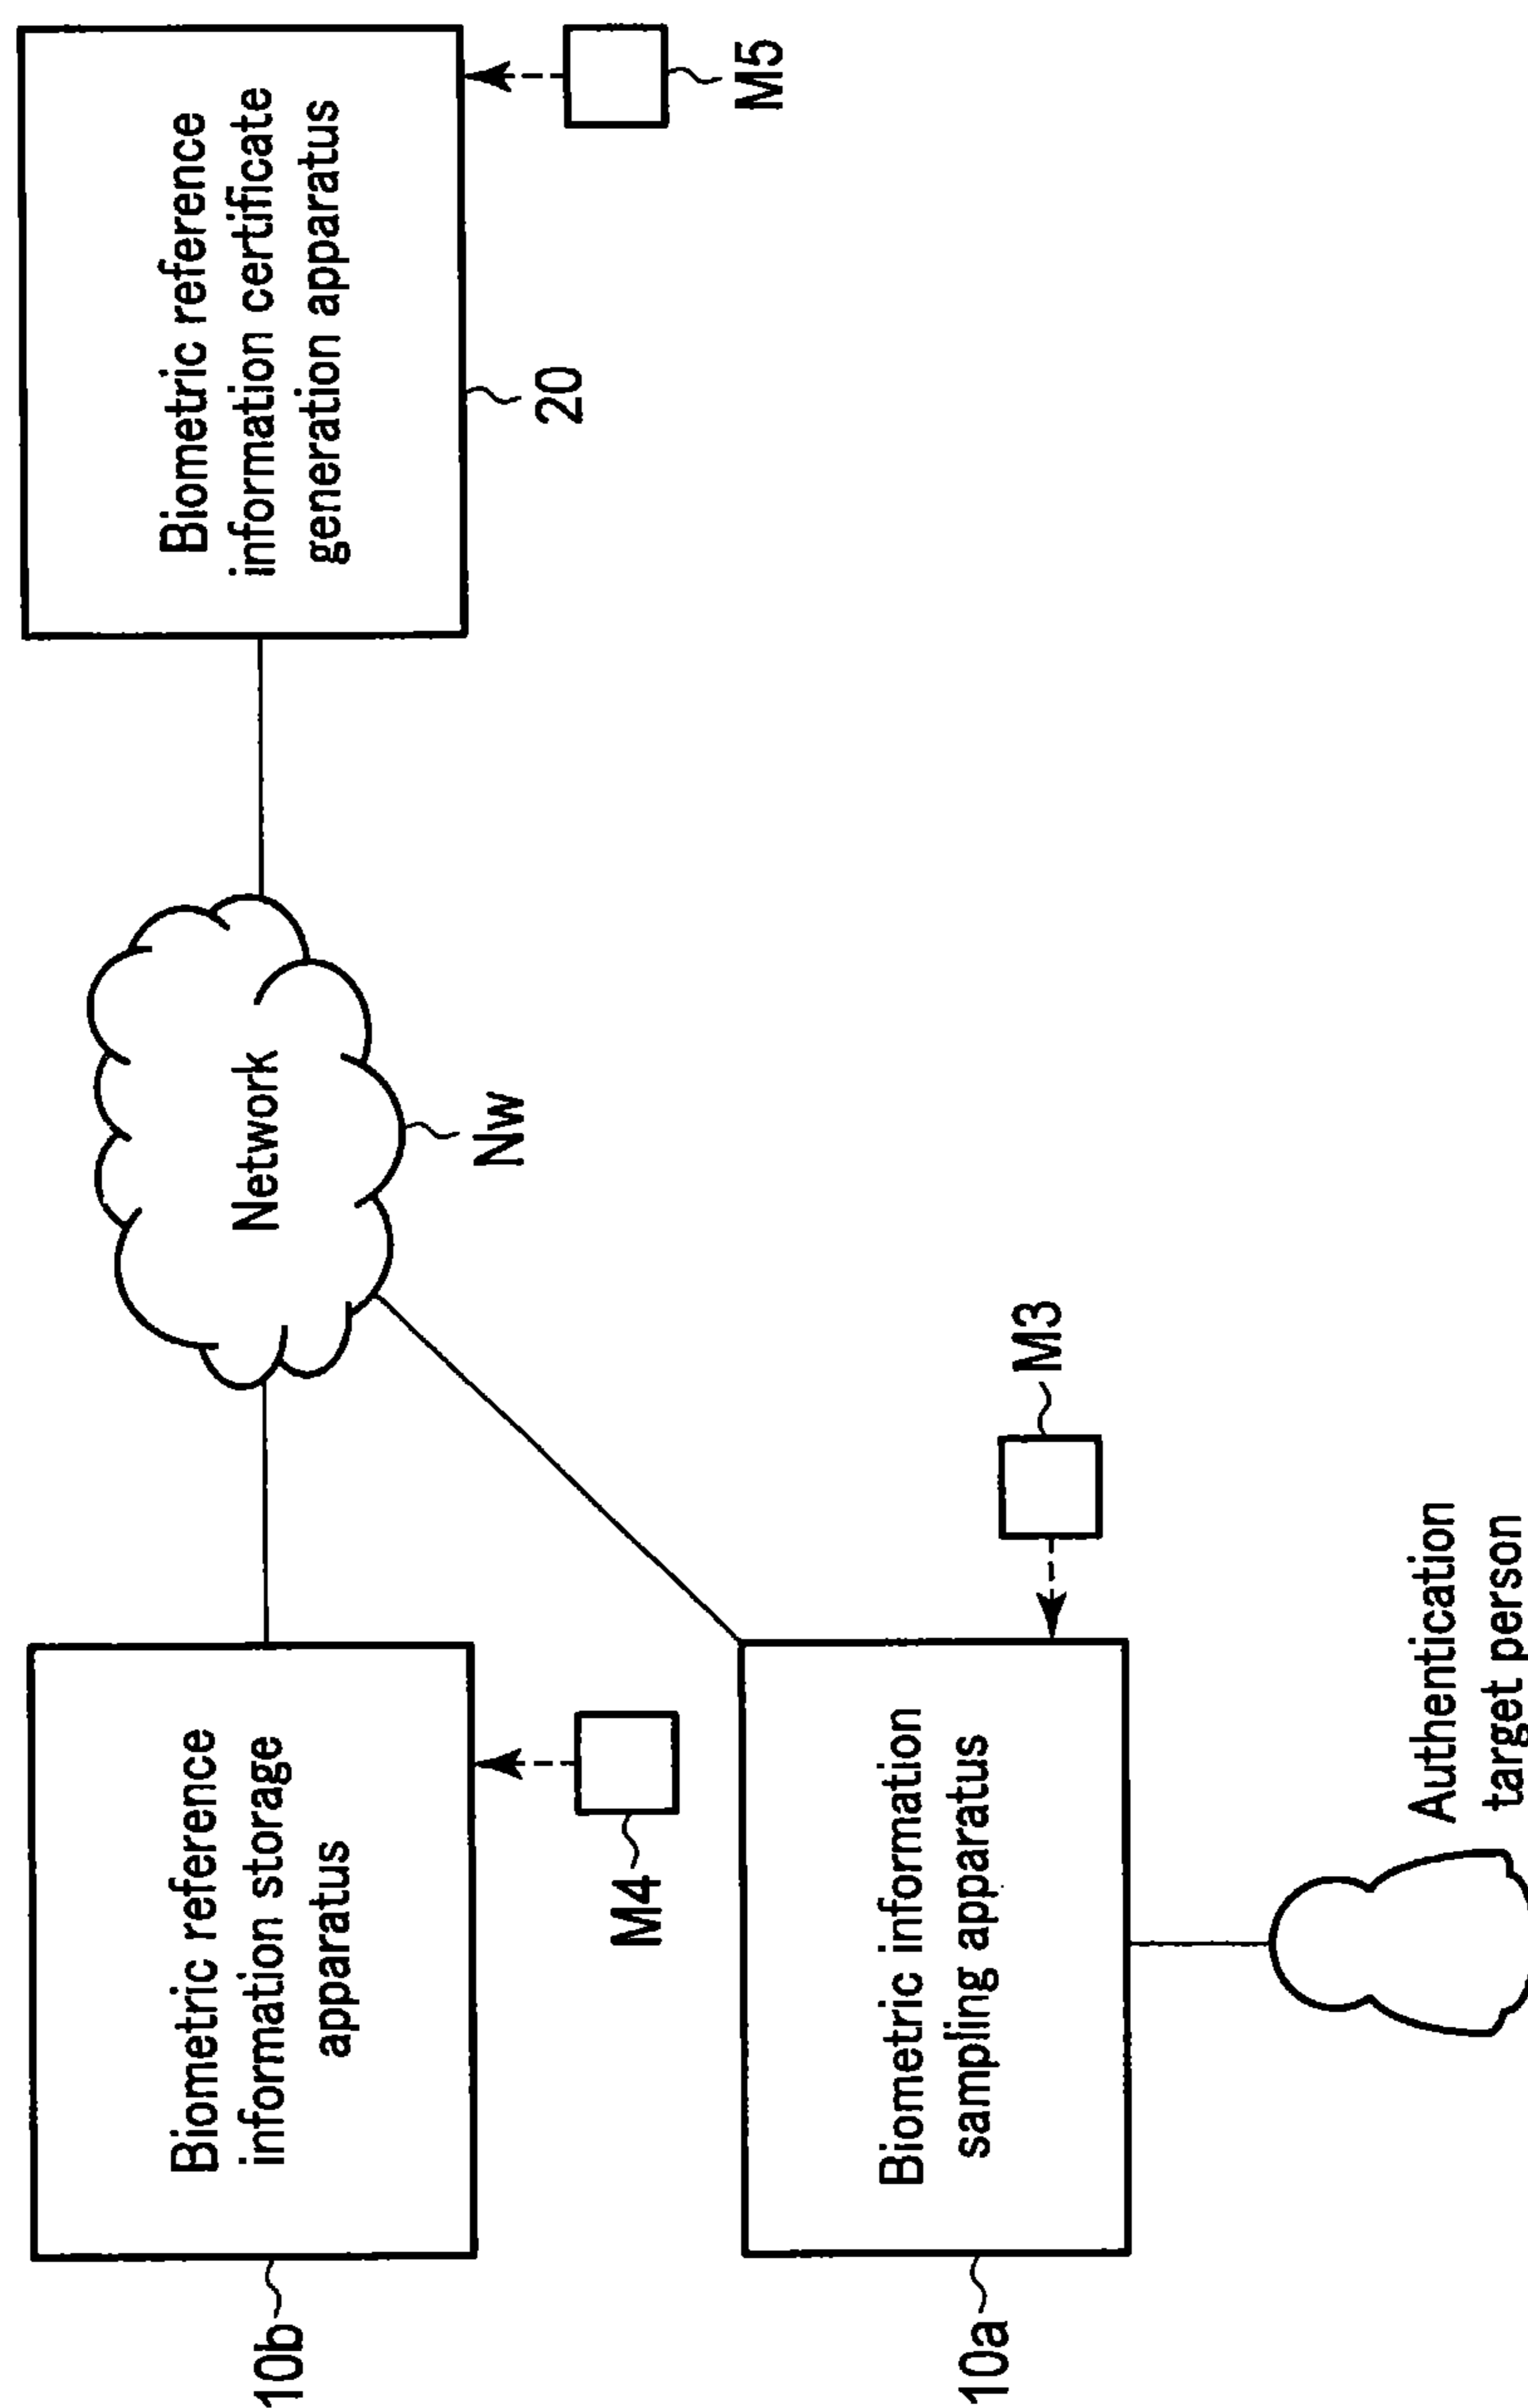 10b
Biometric reference
information storage
apparatus
M4
Network
Nw
Biometric reference
information certificate
generation apparatus
20
M5
10a
Biometric information
sampling apparatus
M3
Authentication
target person